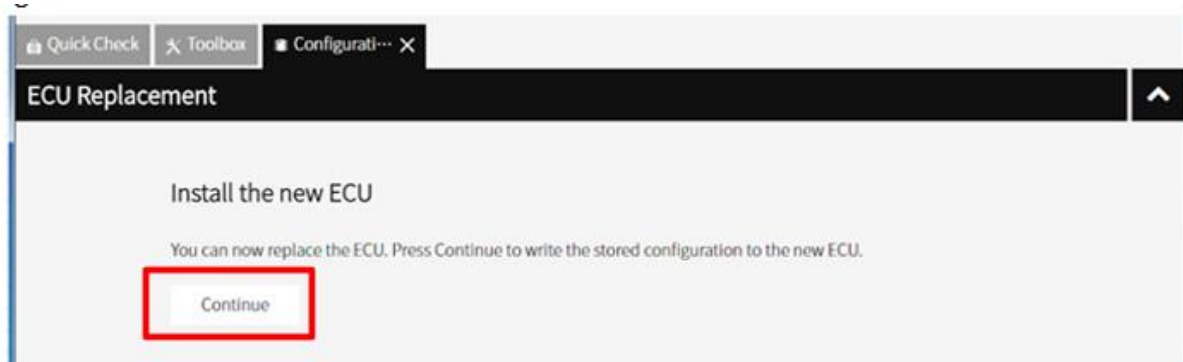 Quick Check
Toolbox
Configurati... X
ECU Replacement
Install the new ECU
You can now replace the ECU. Press Continue to write the stored configuration to the new ECU.
Continue